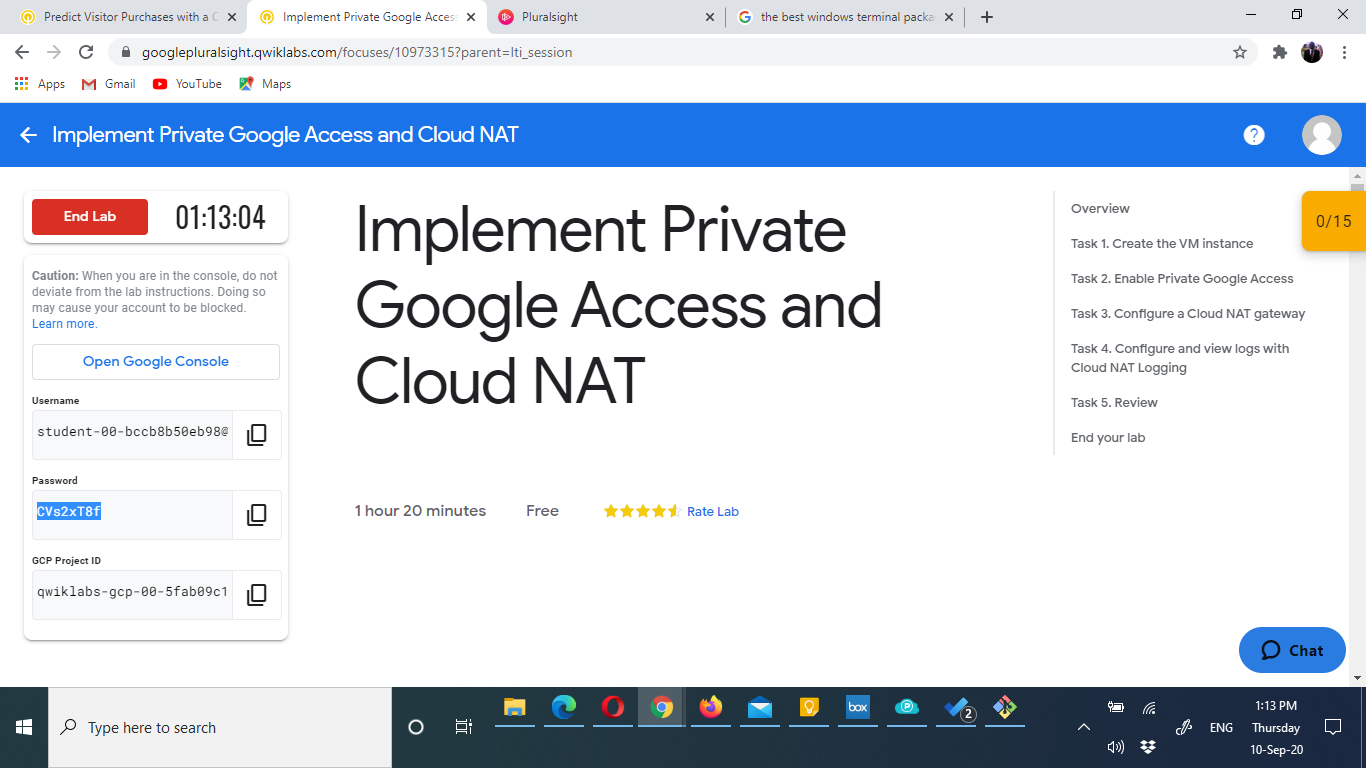 Predict Visitor Purchases with a C
Implement Private Google Acces
Pluralsight
the best windows terminal packa
googlepluralsight.qwiklabs.com/focuses/10973315?parent=lti_session
Apps
Gmail
YouTube
Maps
Implement Private Google Access and Cloud NAT
?
End Lab
01:13:04
Caution: When you are in the console, do not
deviate from the lab instructions. Doing so
may cause your account to be blocked.
Learn more.
Open Google Console
Username
student-00-bccb8b50eb98@
Password
CVs2xT8f
GCP Project ID
qwiklabs-gcp-00-5fab09c1
Implement Private
Google Access and
Cloud NAT
1 hour 20 minutes
Free
Rate Lab
Overview
Task 1. Create the VM instance
Task 2. Enable Private Google Access
Task 3. Configure a Cloud NAT gateway
Task 4. Configure and view logs with
Cloud NAT Logging
Task 5. Review
End your lab
0/15
Chat
Type here to search
box
P
2
ENG
1:13 PM
Thursday
10-Sep-20